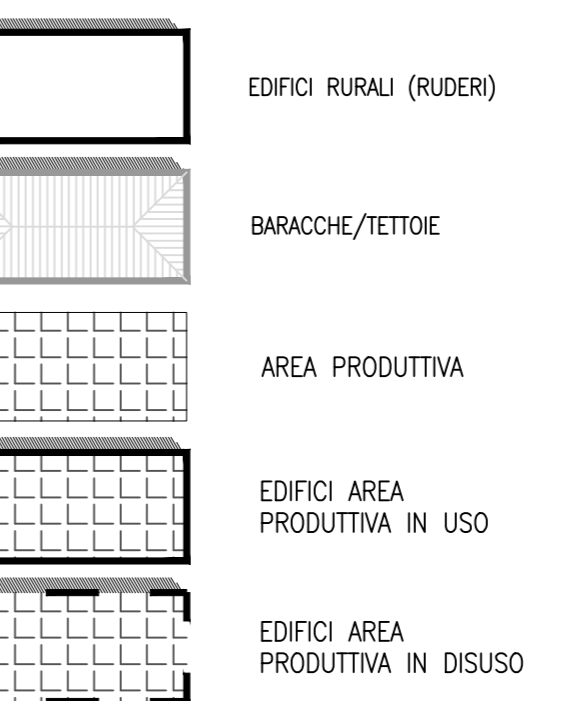 EDIFICI RURALI (RUDERI)
BARACCHE/TETTOIE
AREA PRODUTTIVA
EDIFICI AREA
PRODUTTIVA IN USO
EDIFICI AREA
PRODUTTIVA IN DISUSO